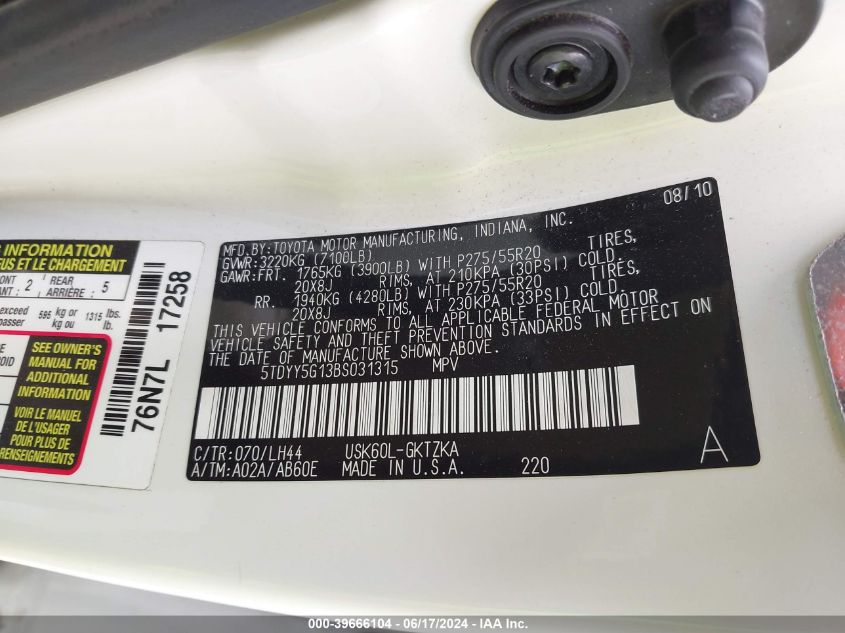 INFORMATION
EUS ET LE CHARGEMENT
ONT 2 REAR 5
ANT: ARRIÈRE:
exceed 595 kg or 1315 lbs.
passer kg ou lb.
SEE OWNER'S
MANUAL FOR
ADDITIONAL
INFORMATION
VOIR LE MANUEL
DE L'USAGER
POUR PLUS DE
RENSEIGNEMENTS
76N7L 17258
08/10
MFD.BY:TOYOTA MOTOR MANUFACTURING, INDIANA, INC.
GVWR:3220KG (7100LB)
GAWR:FRT. 1765KG (3900LB) WITH P275/55R20 TIRES,
20X8J RIMS, AT 210KPA (30PSI) COLD.
RR. 1940KG (4280LB) WITH P275/55R20 TIRES,
20X8J RIMS, AT 230KPA (33PSI) COLD.
THIS VEHICLE CONFORMS TO ALL APPLICABLE FEDERAL MOTOR
VEHICLE SAFETY AND THEFT PREVENTION STANDARDS IN EFFECT ON
THE DATE OF MANUFACTURE SHOWN ABOVE.
5TDYY5G13BS031315 MPV
C/TR:070/LH44 USK60L-GKTZKA
A/TM:A02A/AB60E MADE IN U.S.A. 220 A
000-39666104 - 06/17/2024 - IAA Inc.